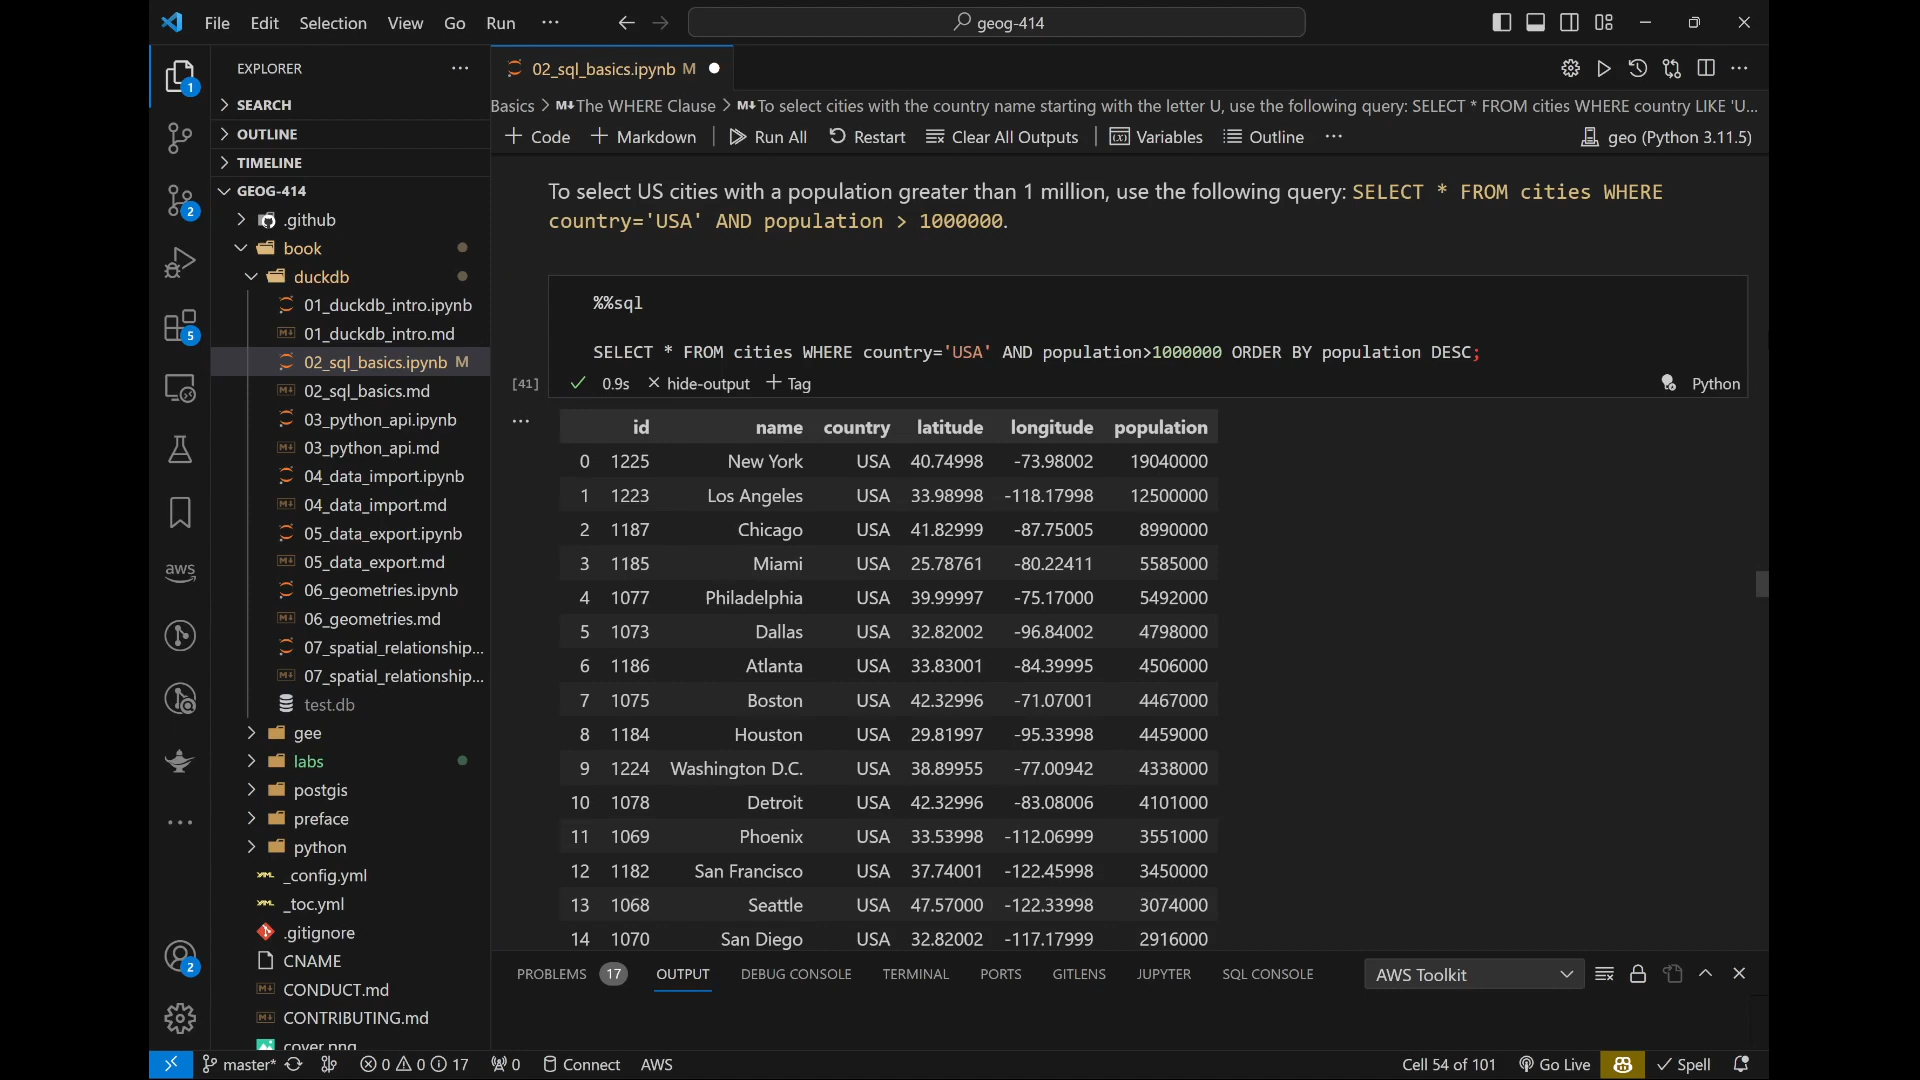 File Edit Selection View Go Run ··· geog-414
EXPLORER ···
SEARCH
OUTLINE
TIMELINE
GEOG-414
.github
book
duckdb
01_duckdb_intro.ipynb
01_duckdb_intro.md
02_sql_basics.ipynb M
02_sql_basics.md
03_python_api.ipynb
03_python_api.md
04_data_import.ipynb
04_data_import.md
05_data_export.ipynb
05_data_export.md
06_geometries.ipynb
06_geometries.md
07_spatial_relationship...
07_spatial_relationship...
test.db
gee
labs
postgis
preface
python
_config.yml
_toc.yml
.gitignore
CNAME
CONDUCT.md
CONTRIBUTING.md
cover.png
1
2
5
aws
2
02_sql_basics.ipynb M
Basics > M↓The WHERE Clause > M↓To select cities with the country name starting with the letter U, use the following query: SELECT * FROM cities WHERE country LIKE 'U...
+ Code + Markdown Run All Restart Clear All Outputs Variables Outline ··· geo (Python 3.11.5)
To select US cities with a population greater than 1 million, use the following query: SELECT * FROM cities WHERE
country='USA' AND population > 1000000.
%%sql
SELECT * FROM cities WHERE country='USA' AND population>1000000 ORDER BY population DESC;
[41] 0.9s hide-output + Tag Python
id name country latitude longitude population
0 1225 New York USA 40.74998 -73.98002 19040000
1 1223 Los Angeles USA 33.98998 -118.17998 12500000
2 1187 Chicago USA 41.82999 -87.75005 8990000
3 1185 Miami USA 25.78761 -80.22411 5585000
4 1077 Philadelphia USA 39.99997 -75.17000 5492000
5 1073 Dallas USA 32.82002 -96.84002 4798000
6 1186 Atlanta USA 33.83001 -84.39995 4506000
7 1075 Boston USA 42.32996 -71.07001 4467000
8 1184 Houston USA 29.81997 -95.33998 4459000
9 1224 Washington D.C. USA 38.89955 -77.00942 4338000
10 1078 Detroit USA 42.32996 -83.08006 4101000
11 1069 Phoenix USA 33.53998 -112.06999 3551000
12 1182 San Francisco USA 37.74001 -122.45998 3450000
13 1068 Seattle USA 47.57000 -122.33998 3074000
14 1070 San Diego USA 32.82002 -117.17999 2916000
PROBLEMS 17 OUTPUT DEBUG CONSOLE TERMINAL PORTS GITLENS JUPYTER SQL CONSOLE AWS Toolkit
master* 0 0 17 0 Connect AWS Cell 54 of 101 Go Live Spell